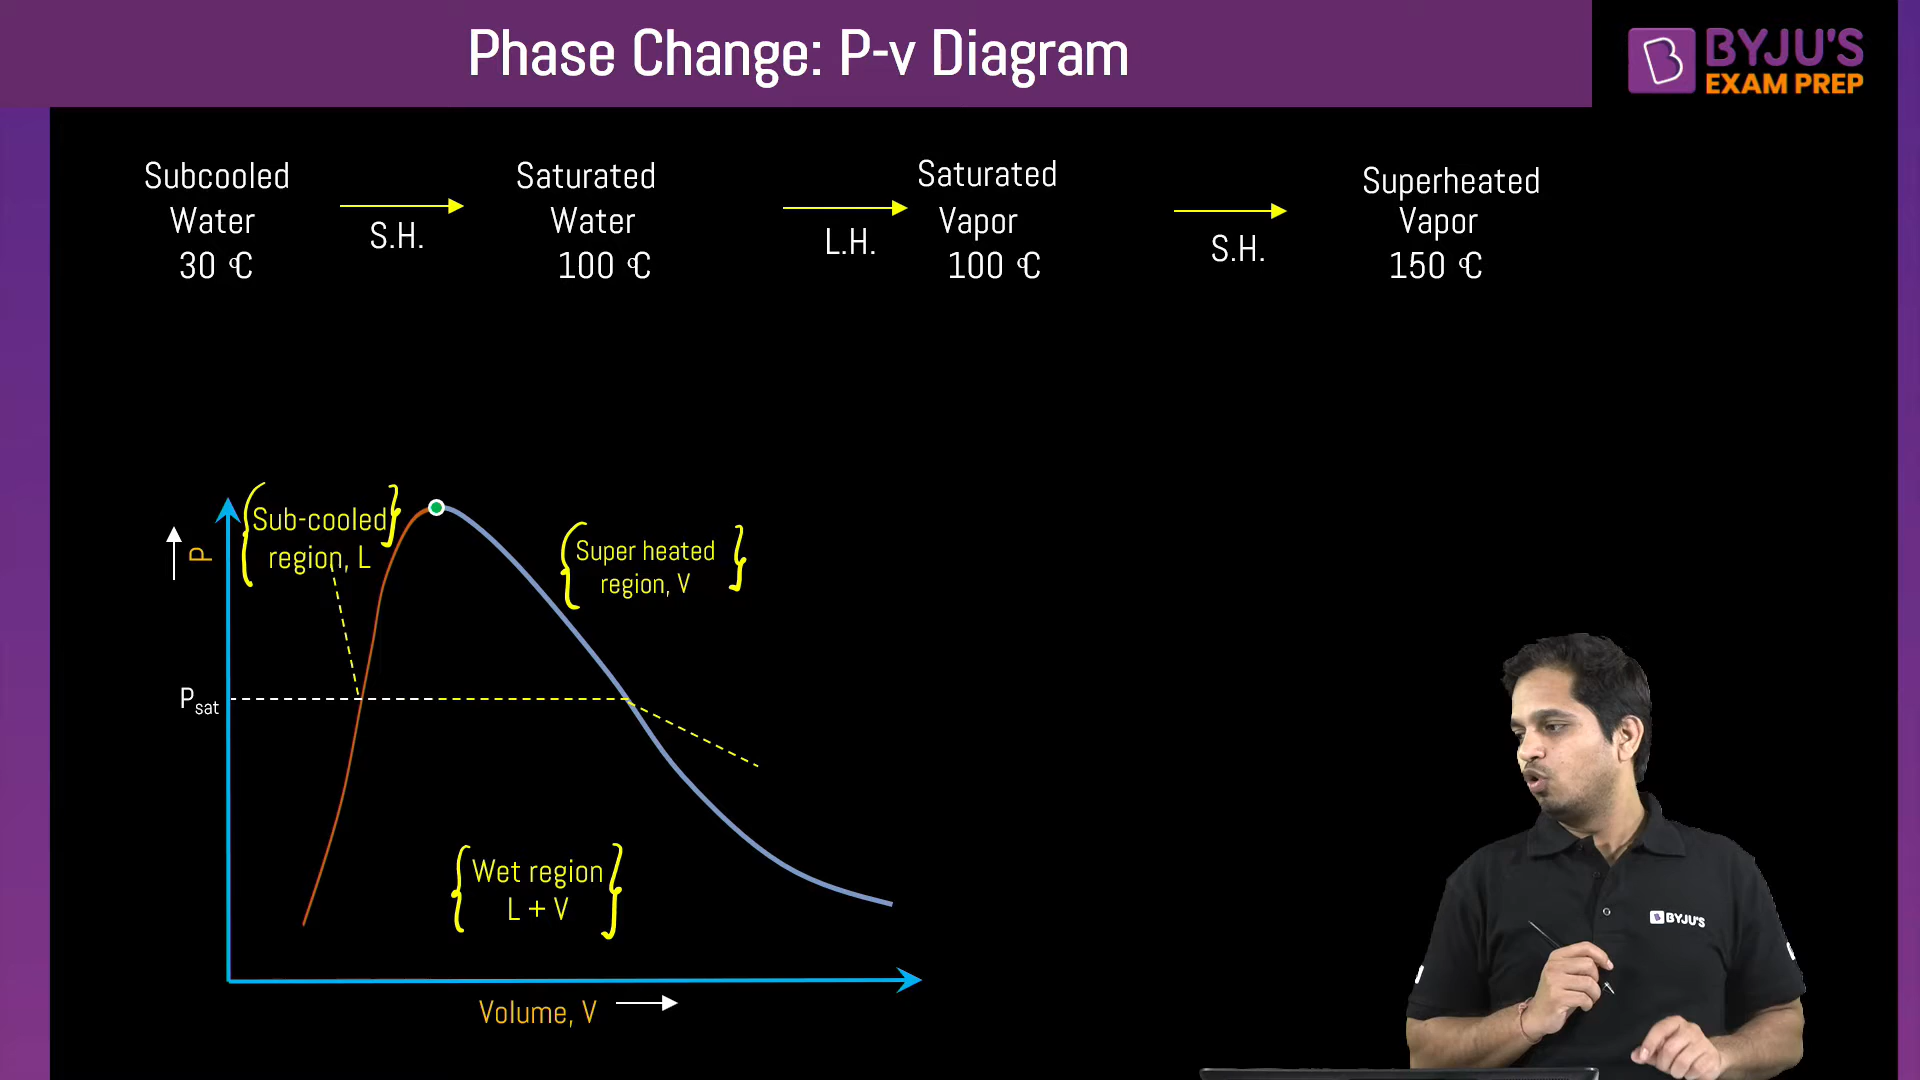 Phase Change: P-v Diagram
BYJU'S
EXAM PREP
Subcooled
Water
30 °C
S.H.
Saturated
Water
100 °C
L.H.
Saturated
Vapor
100 °C
S.H.
Superheated
Vapor
150 °C
P
Sub-cooled
region, L
Super heated
region, V
Psat
Wet region
L + V
Volume, V
BYJU'S